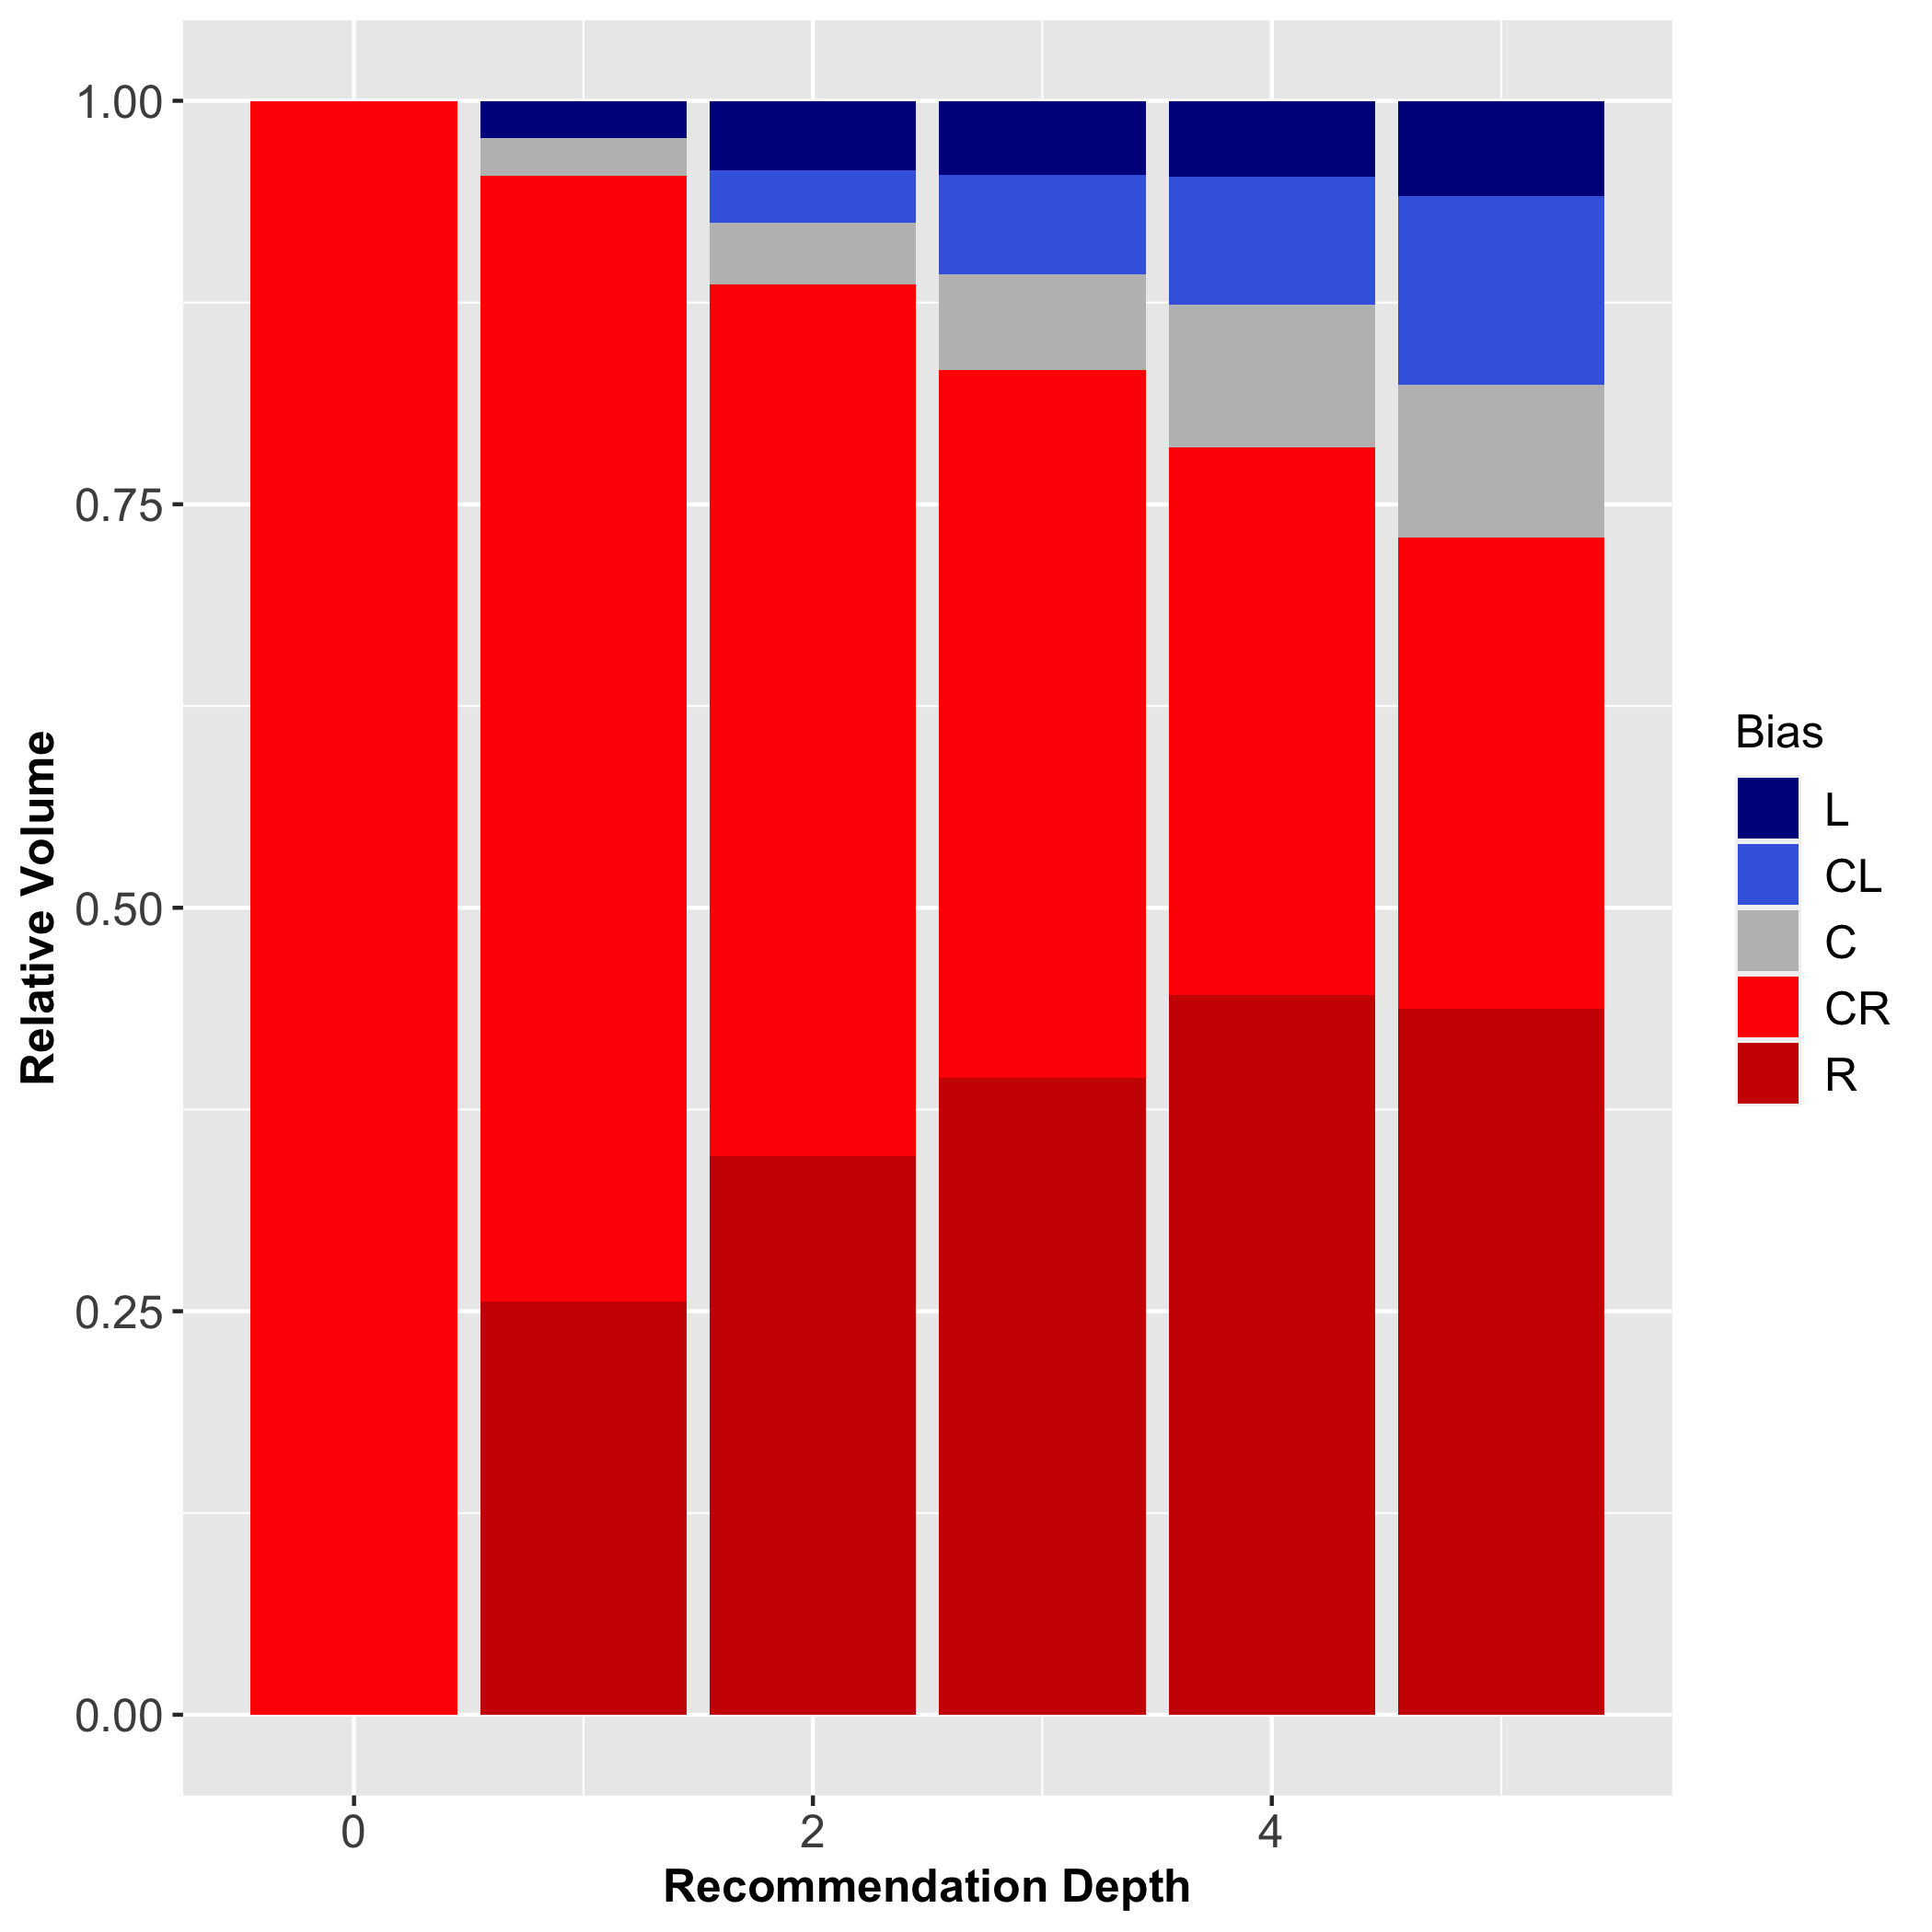 1.00
0.75
0.50
0.25
0.00
Relative Volume
0 2 4
Recommendation Depth
Bias
L
CL
C
CR
R